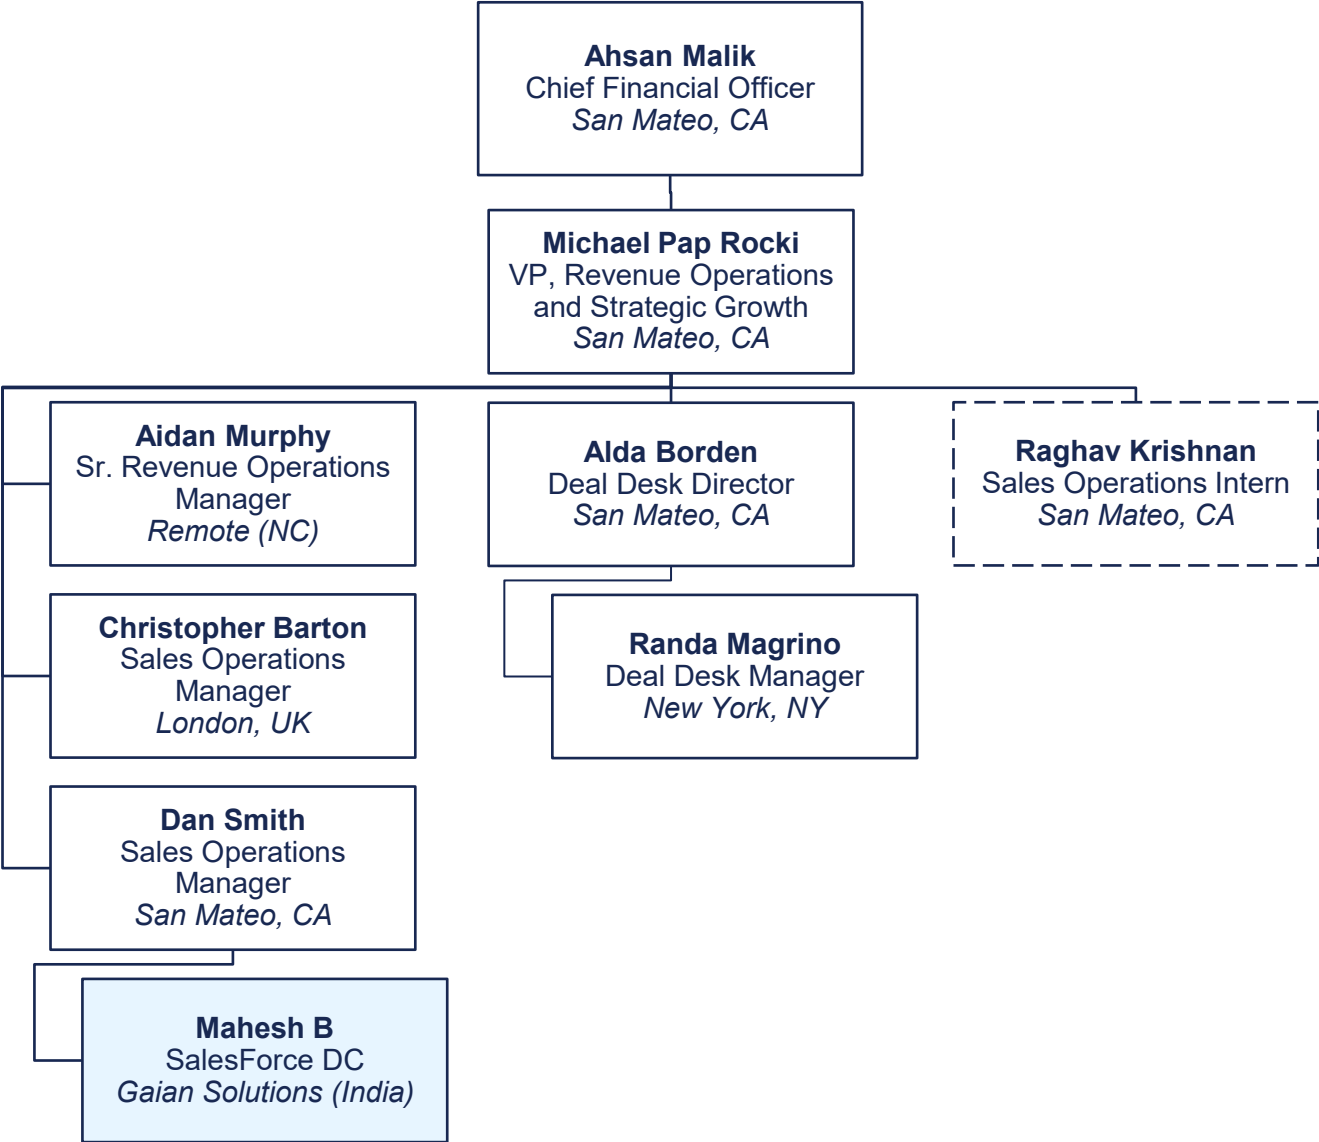 Ahsan Malik
Chief Financial Officer
San Mateo, CA
Michael Pap Rocki
VP, Revenue Operations
and Strategic Growth
San Mateo, CA
Aidan Murphy
Sr. Revenue Operations
Manager
Remote (NC)
Christopher Barton
Sales Operations
Manager
London, UK
Dan Smith
Sales Operations
Manager
San Mateo, CA
Mahesh B
SalesForce DC
Gaian Solutions (India)
Alda Borden
Deal Desk Director
San Mateo, CA
Randa Magrino
Deal Desk Manager
New York, NY
Raghav Krishnan
Sales Operations Intern
San Mateo, CA